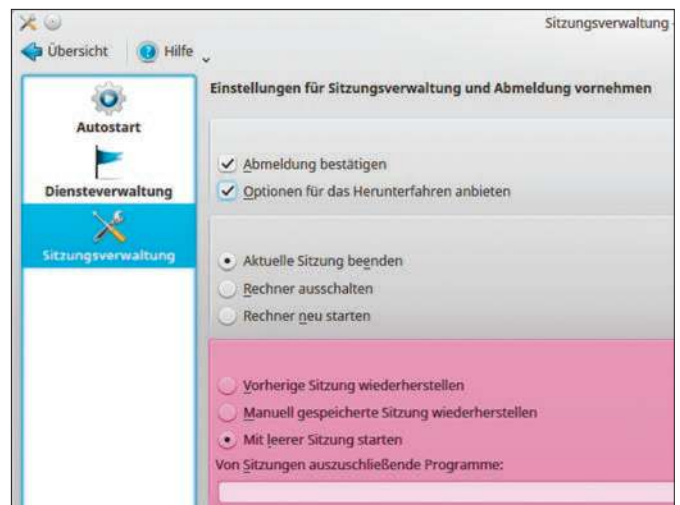 Sitzungsverwaltung -
Übersicht
Hilfe
Autostart
Diensteverwaltung
Sitzungsverwaltung
Einstellungen für Sitzungsverwaltung und Abmeldung vornehmen
Abmeldung bestätigen
Optionen für das Herunterfahren anbieten
Aktuelle Sitzung beenden
Rechner ausschalten
Rechner neu starten
Vorherige Sitzung wiederherstellen
Manuell gespeicherte Sitzung wiederherstellen
Mit leerer Sitzung starten
Von Sitzungen auszuschließende Programme: